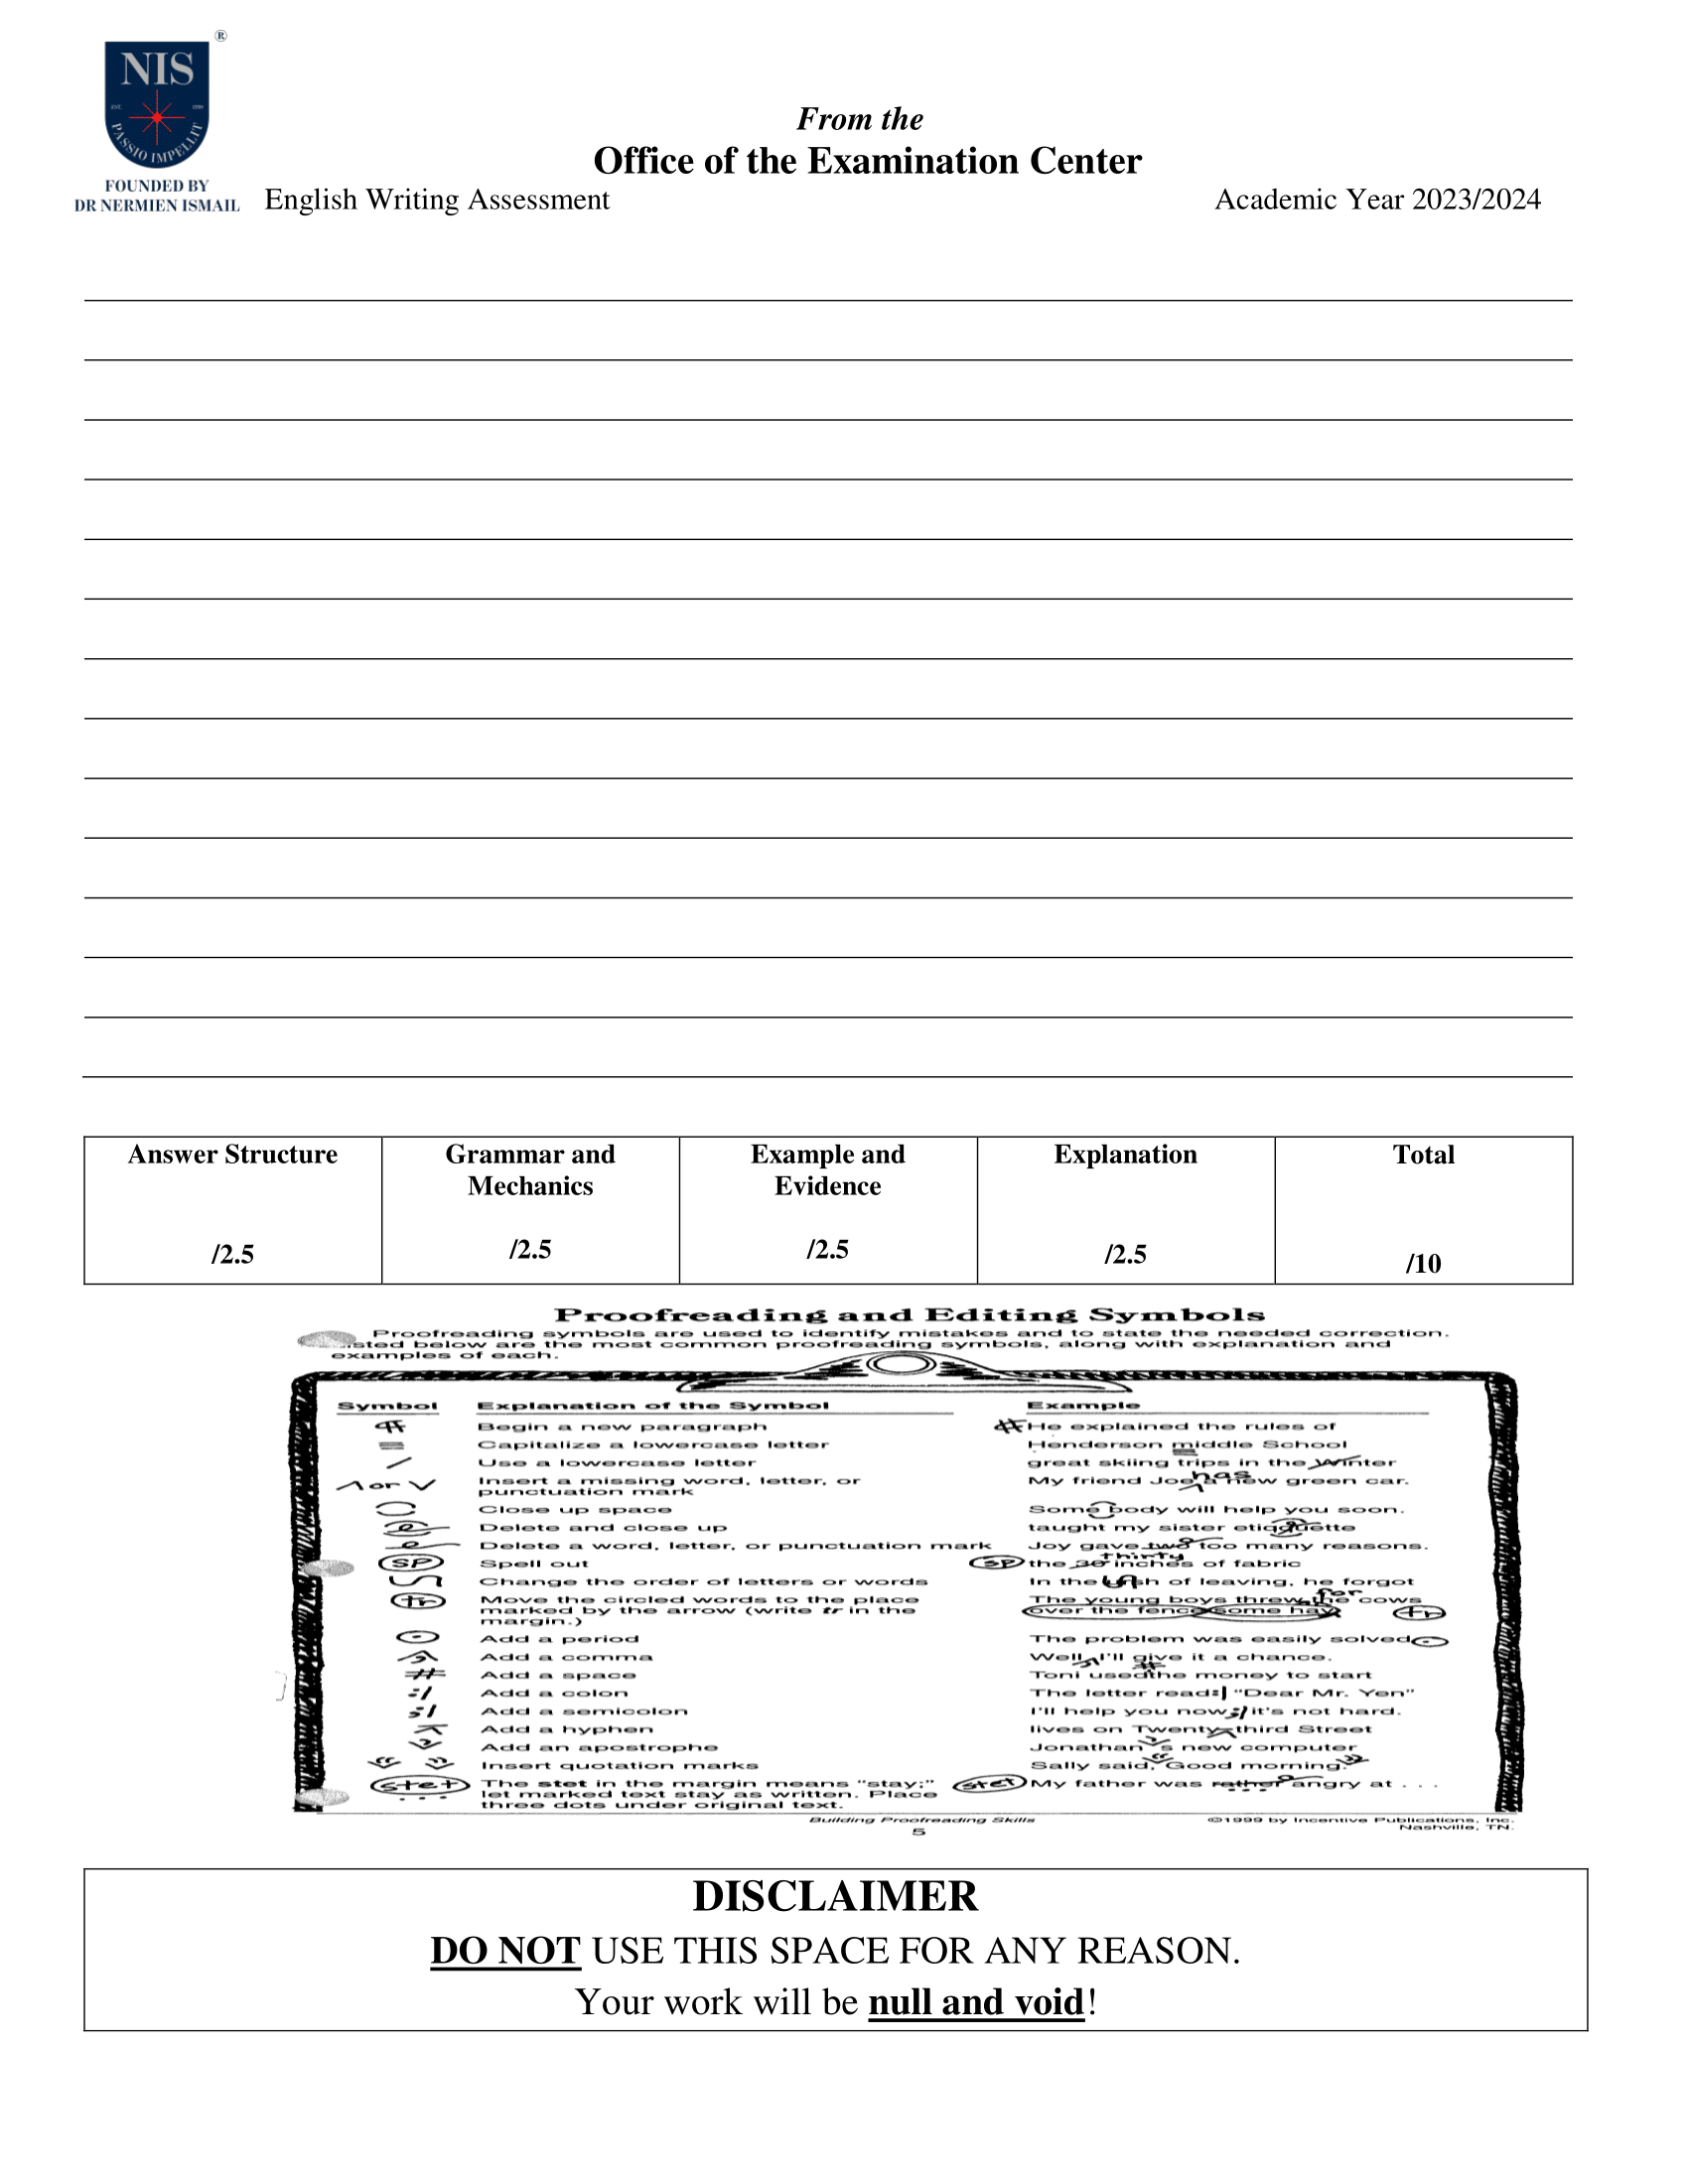 ®
NIS
EST. 1999
PASSIO IMPELLIT
FOUNDED BY
DR NERMIEN ISMAIL
From the
Office of the Examination Center
English Writing Assessment Academic Year 2023/2024
Answer Structure Grammar and Mechanics Example and Evidence Explanation Total
/2.5 /2.5 /2.5 /2.5 /10
Proofreading and Editing Symbols
Proofreading symbols are used to identify mistakes and to state the needed correction.
sted below are the most common proofreading symbols, along with explanation and
examples of each.
Symbol Explanation of the Symbol Example
¶ Begin a new paragraph ¶ He explained the rules of
≡ Capitalize a lowercase letter Henderson middle School
/ Use a lowercase letter great skiing trips in the Winter
∧ or ∨ Insert a missing word, letter, or My friend Joe has a new green car.
punctuation mark
Close up space Some body will help you soon.
Delete and close up taught my sister etiqquette
Delete a word, letter, or punctuation mark Joy gave two too many reasons.
sp Spell out sp the 30 thirty inches of fabric
Change the order of letters or words In the of leaving, he forgot
tr Move the circled words to the place The young boys threw for the cows
marked by the arrow (write tr in the over the fence some hay. tr
margin.)
⊙ Add a period The problem was easily solved⊙
Add a comma Well, I'll give it a chance.
# Add a space Toni usedthe money to start
:/ Add a colon The letter read:| "Dear Mr. Yen"
;/ Add a semicolon I'll help you now;/ it's not hard.
Add a hyphen lives on Twenty-third Street
Add an apostrophe Jonathan's new computer
“ ” Insert quotation marks Sally said, “Good morning.”
stet The stet in the margin means "stay;" stet My father was rather angry at . . .
let marked text stay as written. Place
three dots under original text.
Building Proofreading Skills ©1999 by Incentive Publications, Inc.
Nashville, TN.
5
DISCLAIMER
DO NOT USE THIS SPACE FOR ANY REASON.
Your work will be null and void!